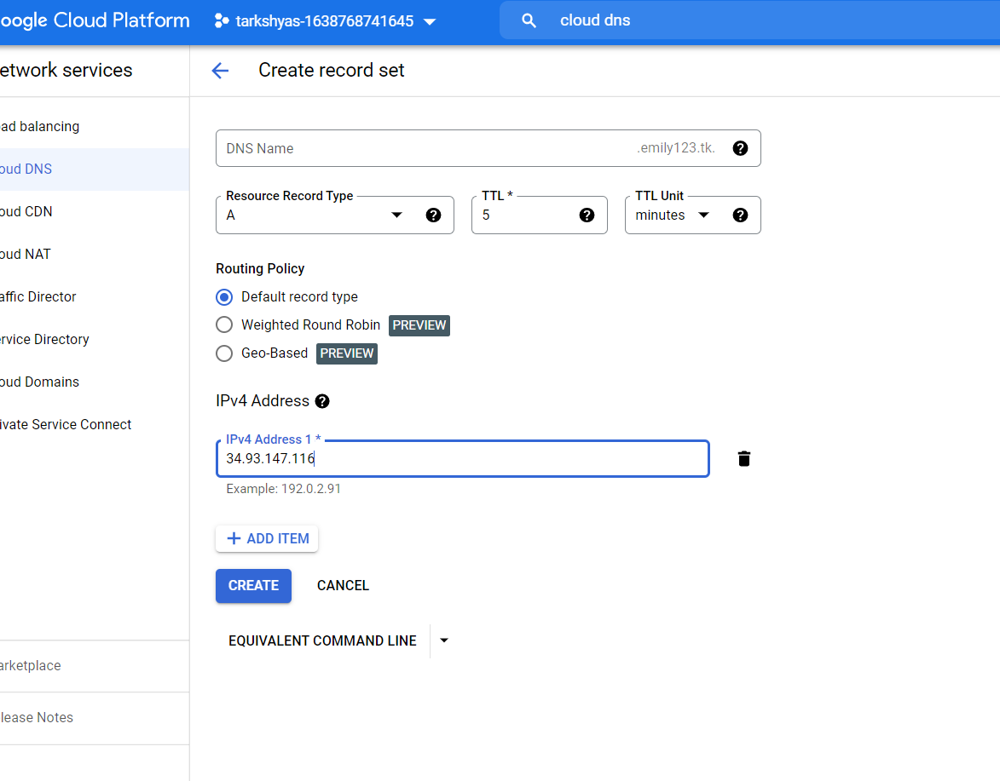 oogle Cloud Platform
tarkshyas-1638768741645
cloud dns
etwork services
Create record set
ad balancing
oud DNS
oud CDN
oud NAT
affic Director
ervice Directory
oud Domains
ivate Service Connect
arketplace
lease Notes
DNS Name .emily123.tk.
Resource Record Type
A
TTL *
5
TTL Unit
minutes
Routing Policy
Default record type
Weighted Round Robin PREVIEW
Geo-Based PREVIEW
IPv4 Address
IPv4 Address 1 *
34.93.147.116
Example: 192.0.2.91
ADD ITEM
CREATE CANCEL
EQUIVALENT COMMAND LINE